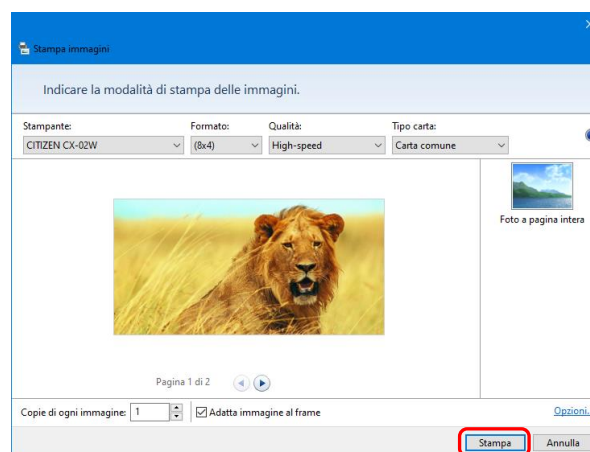 Stampa immagini
Indicare la modalità di stampa delle immagini.
Stampante: Formato: Qualità: Tipo carta:
CITIZEN CX-02W (8x4) High-speed Carta comune
Foto a pagina intera
Pagina 1 di 2
Copie di ogni immagine: 1 Adatta immagine al frame Opzioni.
Stampa Annulla